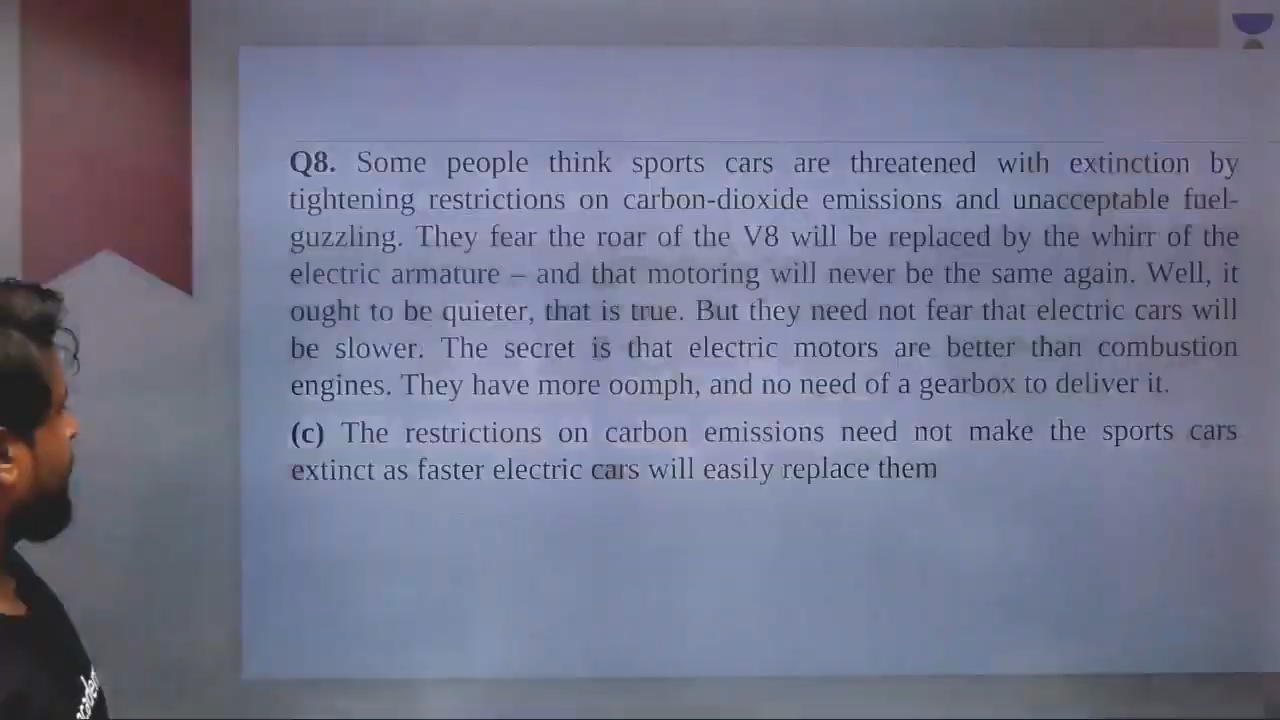 Q8. Some people think sports cars are threatened with extinction by
tightening restrictions on carbon-dioxide emissions and unacceptable fuel-
guzzling. They fear the roar of the V8 will be replaced by the whirr of the
electric armature – and that motoring will never be the same again. Well, it
ought to be quieter, that is true. But they need not fear that electric cars will
be slower. The secret is that electric motors are better than combustion
engines. They have more oomph, and no need of a gearbox to deliver it.
(c) The restrictions on carbon emissions need not make the sports cars
extinct as faster electric cars will easily replace them